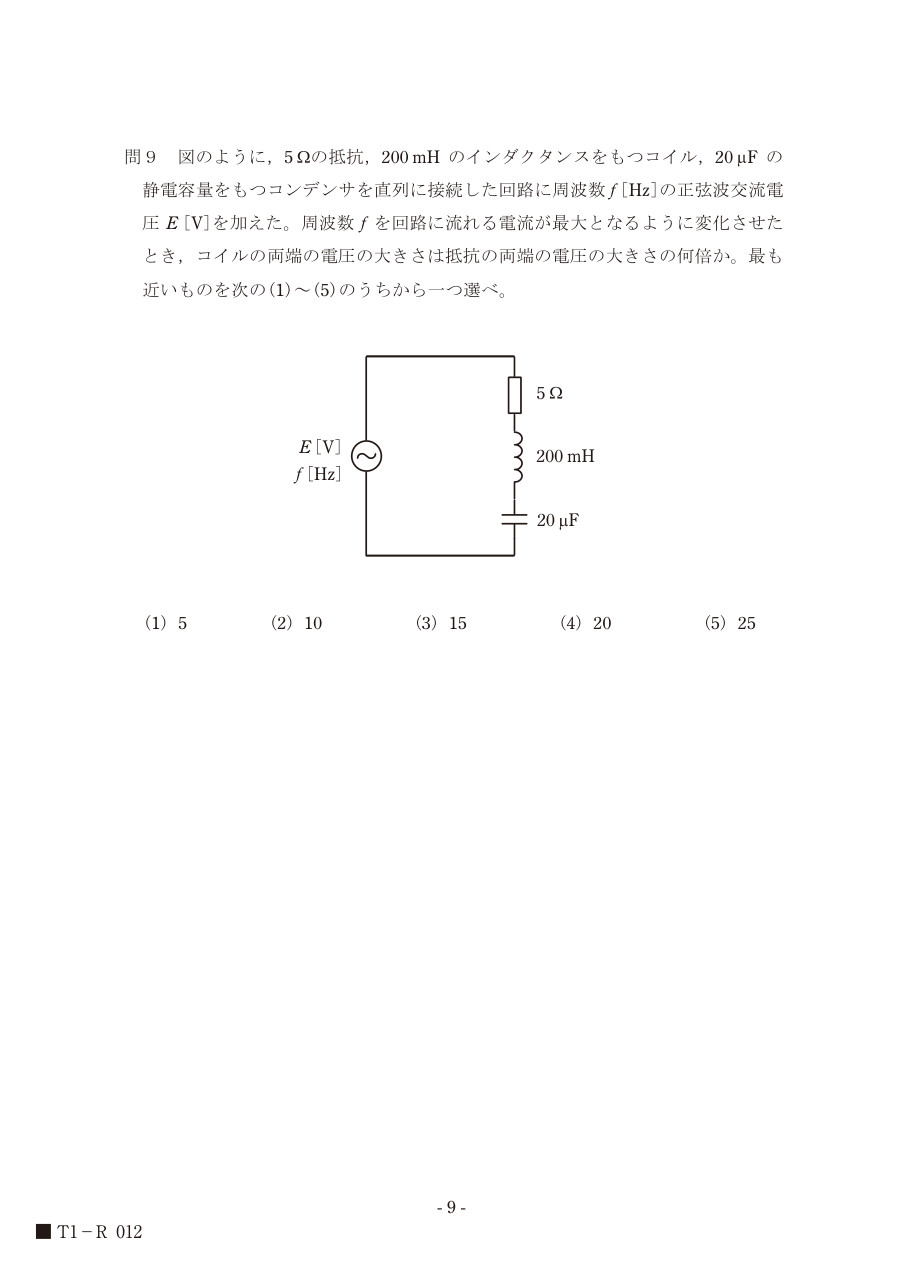 問９　図のように，5 Ωの抵抗，200 mH のインダクタンスをもつコイル，20 μF の
静電容量をもつコンデンサを直列に接続した回路に周波数 f [Hz]の正弦波交流電
圧 E [V]を加えた。周波数 f を回路に流れる電流が最大となるように変化させた
とき，コイルの両端の電圧の大きさは抵抗の両端の電圧の大きさの何倍か。最も
近いものを次の(1)～(5)のうちから一つ選べ。
5 Ω
E [V]
200 mH
f [Hz]
20 μF
(1) 5 (2) 10 (3) 15 (4) 20 (5) 25
- 9 -
■ T1－R 012